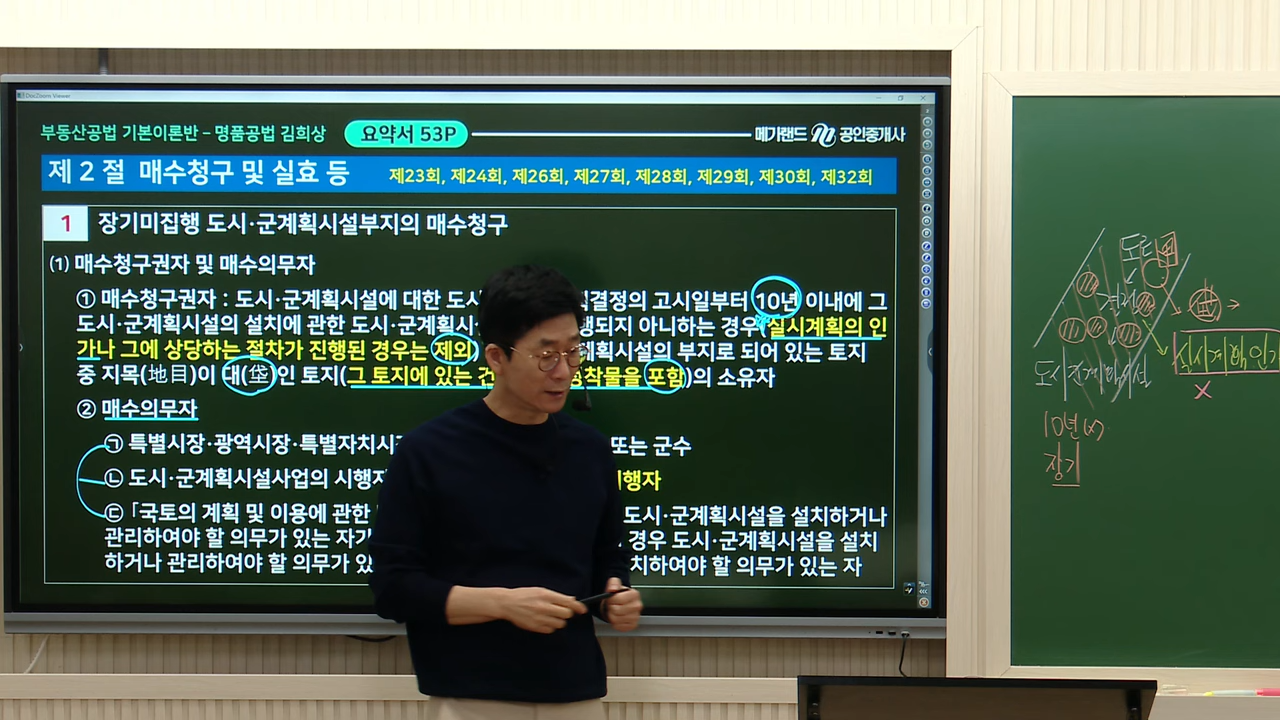 DocZoom Viewer
부동산공법 기본이론반 – 명품공법 김희상 요약서 53P 메가랜드 공인중개사
제 2 절 매수청구 및 실효 등 제23회, 제24회, 제26회, 제27회, 제28회, 제29회, 제30회, 제32회
1 장기미집행 도시·군계획시설부지의 매수청구
(1) 매수청구권자 및 매수의무자
① 매수청구권자 : 도시·군계획시설에 대한 도시 결정의 고시일부터 10년 이내에 그
도시·군계획시설의 설치에 관한 도시·군계획시 행되지 아니하는 경우 실시계획의 인
가나 그에 상당하는 절차가 진행된 경우는 제외 계획시설의 부지로 되어 있는 토지
중 지목(地目)이 대(垈)인 토지(그 토지에 있는 건 착물을 포함)의 소유자
② 매수의무자
㉠ 특별시장·광역시장·특별자치시 또는 군수
㉡ 도시·군계획시설사업의 시행자 행자
㉢ 「국토의 계획 및 이용에 관한 도시·군계획시설을 설치하거나
관리하여야 할 의무가 있는 자가 경우 도시·군계획시설을 설치
하거나 관리하여야 할 의무가 있 치하여야 할 의무가 있는 자
도로
실시계획인가
X
10년
장기